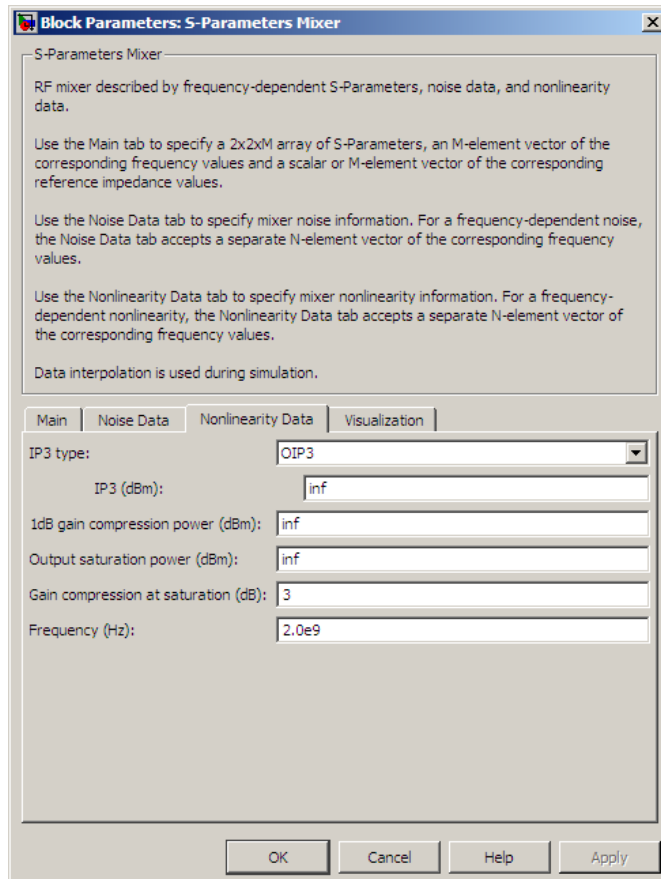 Block Parameters: S-Parameters Mixer
S-Parameters Mixer
RF mixer described by frequency-dependent S-Parameters, noise data, and nonlinearity
data.
Use the Main tab to specify a 2x2xM array of S-Parameters, an M-element vector of the
corresponding frequency values and a scalar or M-element vector of the corresponding
reference impedance values.
Use the Noise Data tab to specify mixer noise information. For a frequency-dependent noise,
the Noise Data tab accepts a separate N-element vector of the corresponding frequency
values.
Use the Nonlinearity Data tab to specify mixer nonlinearity information. For a frequency-
dependent nonlinearity, the Nonlinearity Data tab accepts a separate N-element vector of
the corresponding frequency values.
Data interpolation is used during simulation.
Main Noise Data Nonlinearity Data Visualization
IP3 type: OIP3
IP3 (dBm): inf
1dB gain compression power (dBm): inf
Output saturation power (dBm): inf
Gain compression at saturation (dB): 3
Frequency (Hz): 2.0e9
OK Cancel Help Apply